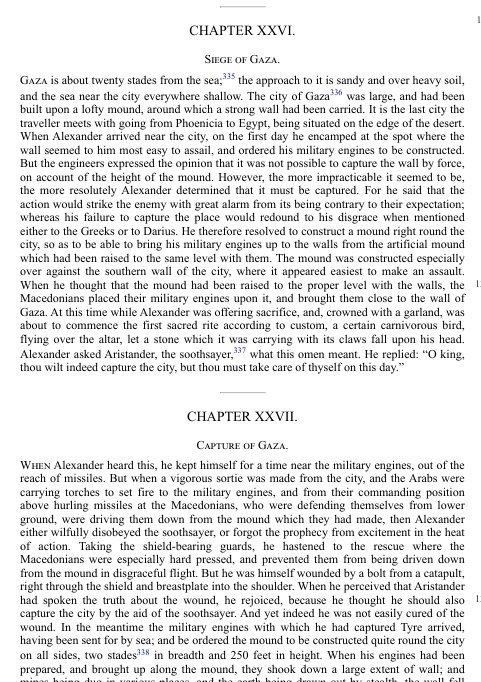 CHAPTER XXVI.
Siege of Gaza.
Gaza is about twenty stades from the sea;335 the approach to it is sandy and over heavy soil,
and the sea near the city everywhere shallow. The city of Gaza336 was large, and had been
built upon a lofty mound, around which a strong wall had been carried. It is the last city the
traveller meets with going from Phoenicia to Egypt, being situated on the edge of the desert.
When Alexander arrived near the city, on the first day he encamped at the spot where the
wall seemed to him most easy to assail, and ordered his military engines to be constructed.
But the engineers expressed the opinion that it was not possible to capture the wall by force,
on account of the height of the mound. However, the more impracticable it seemed to be,
the more resolutely Alexander determined that it must be captured. For he said that the
action would strike the enemy with great alarm from its being contrary to their expectation;
whereas his failure to capture the place would redound to his disgrace when mentioned
either to the Greeks or to Darius. He therefore resolved to construct a mound right round the
city, so as to be able to bring his military engines up to the walls from the artificial mound
which had been raised to the same level with them. The mound was constructed especially
over against the southern wall of the city, where it appeared easiest to make an assault.
When he thought that the mound had been raised to the proper level with the walls, the
Macedonians placed their military engines upon it, and brought them close to the wall of
Gaza. At this time while Alexander was offering sacrifice, and, crowned with a garland, was
about to commence the first sacred rite according to custom, a certain carnivorous bird,
flying over the altar, let a stone which it was carrying with its claws fall upon his head.
Alexander asked Aristander, the soothsayer,337 what this omen meant. He replied: “O king,
thou wilt indeed capture the city, but thou must take care of thyself on this day.”
CHAPTER XXVII.
Capture of Gaza.
When Alexander heard this, he kept himself for a time near the military engines, out of the
reach of missiles. But when a vigorous sortie was made from the city, and the Arabs were
carrying torches to set fire to the military engines, and from their commanding position
above hurling missiles at the Macedonians, who were defending themselves from lower
ground, were driving them down from the mound which they had made, then Alexander
either wilfully disobeyed the soothsayer, or forgot the prophecy from excitement in the heat
of action. Taking the shield-bearing guards, he hastened to the rescue where the
Macedonians were especially hard pressed, and prevented them from being driven down
from the mound in disgraceful flight. But he was himself wounded by a bolt from a catapult,
right through the shield and breastplate into the shoulder. When he perceived that Aristander
had spoken the truth about the wound, he rejoiced, because he thought he should also
capture the city by the aid of the soothsayer. And yet indeed he was not easily cured of the
wound. In the meantime the military engines with which he had captured Tyre arrived,
having been sent for by sea; and he ordered the mound to be constructed quite round the city
on all sides, two stades338 in breadth and 250 feet in height. When his engines had been
prepared, and brought up along the mound, they shook down a large extent of wall; and